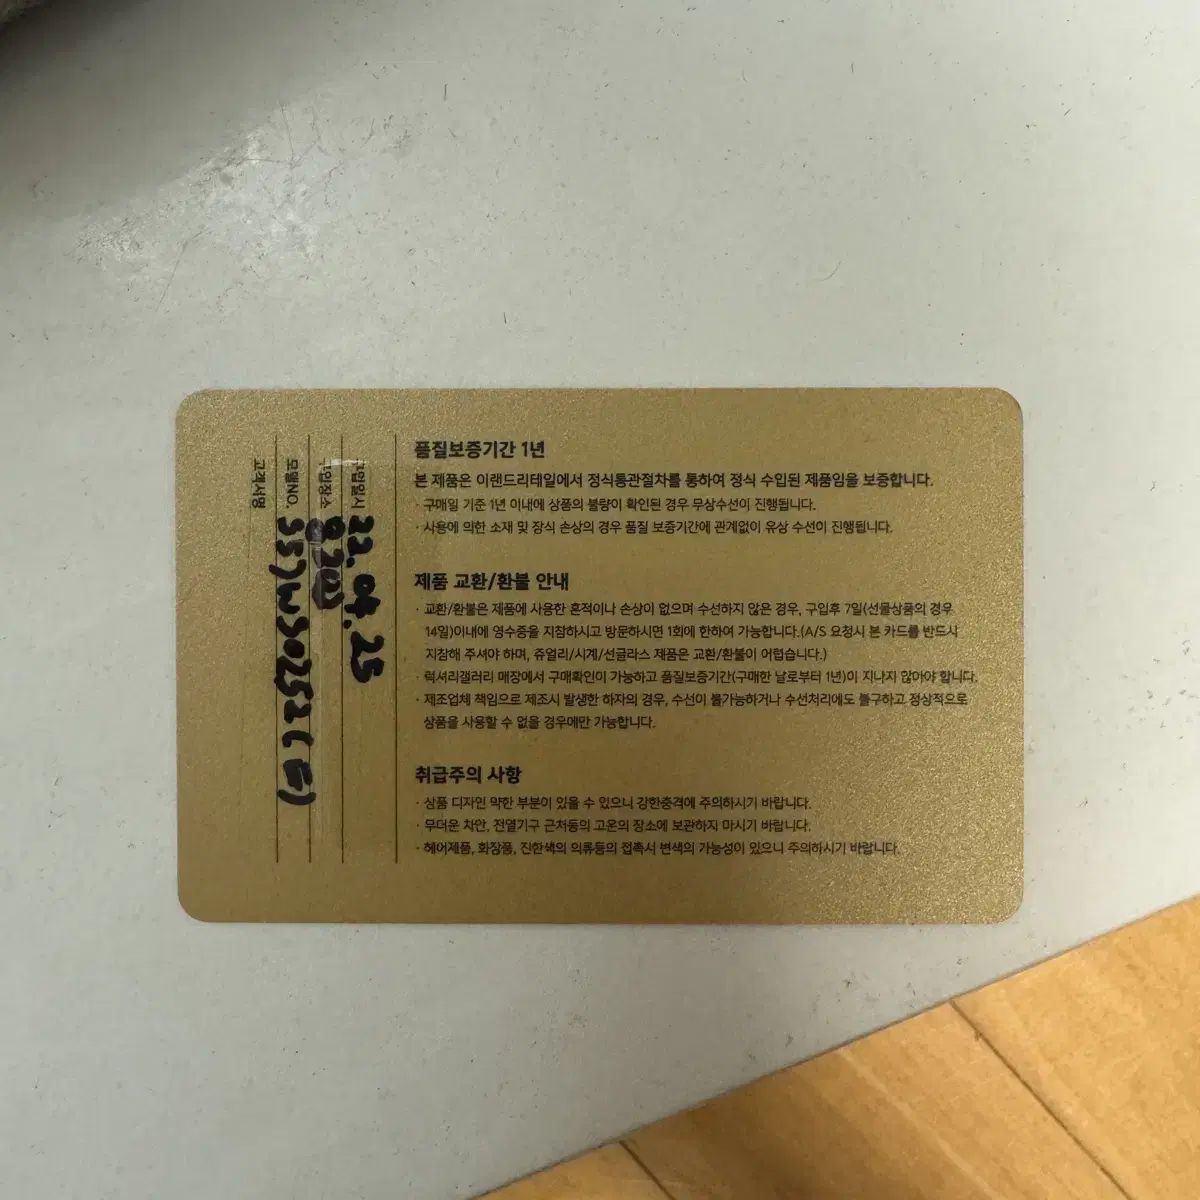 품질보증기간 1년
본 제품은 이랜드리테일에서 정식통관절차를 통하여 정식 수입된 제품임을 보증합니다.
· 구매일 기준 1년 이내에 상품의 불량이 확인된 경우 무상수선이 진행됩니다.
· 사용에 의한 소재 및 장식 손상의 경우 품질 보증기간에 관계없이 유상 수선이 진행됩니다.
제품 교환/환불 안내
· 교환/환불은 제품에 사용한 흔적이나 손상이 없으며 수선하지 않은 경우, 구입후 7일(선물상품의 경우
14일)이내에 영수증을 지참하시고 방문하시면 1회에 한하여 가능합니다.(A/S 요청시 본 카드를 반드시
지참해 주셔야 하며, 쥬얼리/시계/선글라스 제품은 교환/환불이 어렵습니다.)
· 럭셔리갤러리 매장에서 구매확인이 가능하고 품질보증기간(구매한 날로부터 1년)이 지나지 않아야 합니다.
· 제조업체 책임으로 제조시 발생한 하자의 경우, 수선이 불가능하거나 수선처리에도 불구하고 정상적으로
상품을 사용할 수 없을 경우에만 가능합니다.
취급주의 사항
· 상품 디자인 약한 부분이 있을 수 있으니 강한충격에 주의하시기 바랍니다.
· 무더운 차안, 전열기구 근처등의 고온의 장소에 보관하지 마시기 바랍니다.
· 헤어제품, 화장품, 진한색의 의류등의 접촉시 변색의 가능성이 있으니 주의하시기 바랍니다.
구입일시 22.04.25
구입장소
모델NO.
고객서명